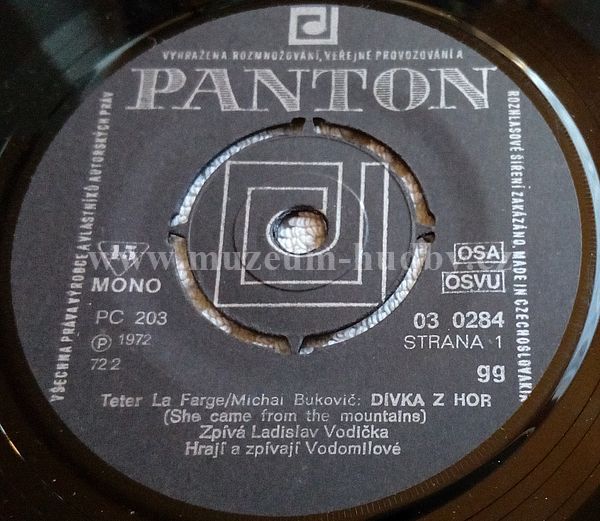 VYHRAŽENA ROZMNOŽOVÁNÍ, VEŘEJNÉ PROVOZOVÁNÍ A
PANTON
VŠECHNA PRÁVA VÝROBCE A VLASTNÍKŮ AUTORSKÝCH PRÁV
ROZHLASOVÉ ŠÍŘENÍ ZAKÁZÁNO. MADE IN CZECHOSLOVAKIA
www.muzeum-hudby.cz
MONO
OSA
OSVU
PC 203
03 0284
Ⓟ 1972
STRANA 1
72 2
gg
Teter La Farge/Michal Bukovič: DÍVKA Z HOR
(She came from the mountains)
Zpívá Ladislav Vodička
Hrají a zpívají Vodomilové